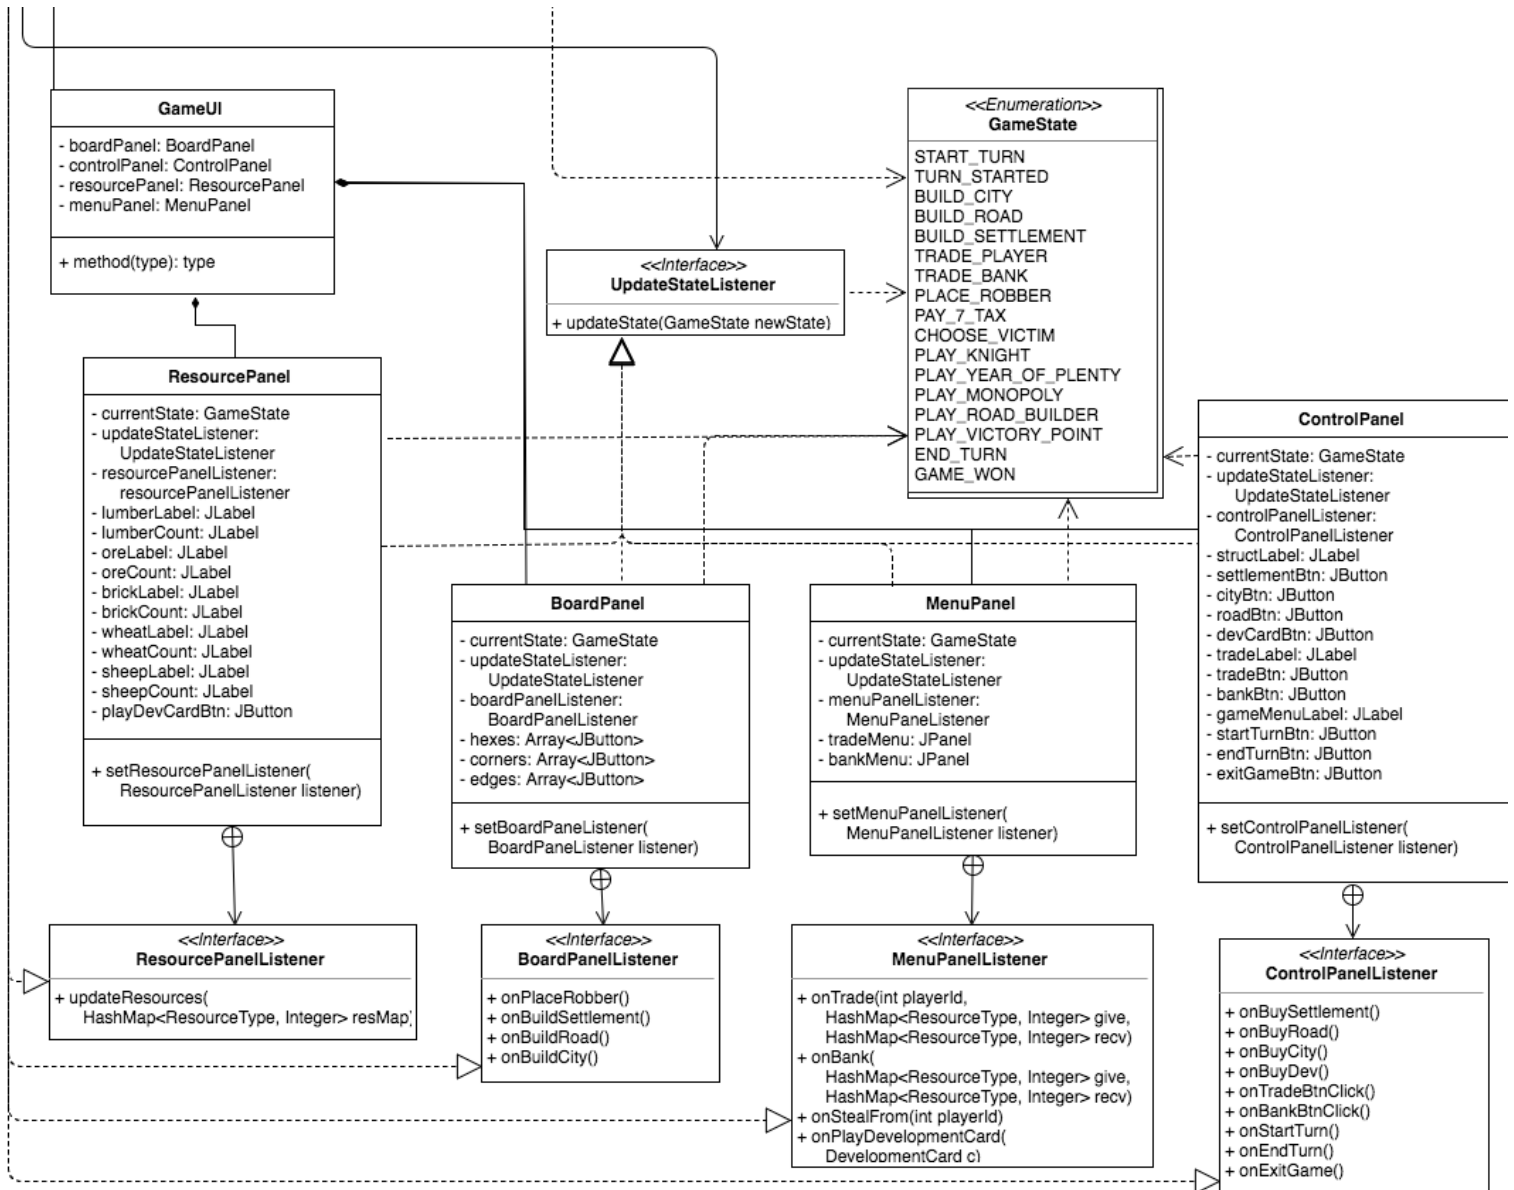 GameUI
- boardPanel: BoardPanel
- controlPanel: ControlPanel
- resourcePanel: ResourcePanel
- menuPanel: MenuPanel
+ method(type): type
<<Enumeration>>
GameState
START_TURN
TURN_STARTED
BUILD_CITY
BUILD_ROAD
BUILD_SETTLEMENT
TRADE_PLAYER
TRADE_BANK
PLACE_ROBBER
PAY_7_TAX
CHOOSE_VICTIM
PLAY_KNIGHT
PLAY_YEAR_OF_PLENTY
PLAY_MONOPOLY
PLAY_ROAD_BUILDER
PLAY_VICTORY_POINT
END_TURN
GAME_WON
<<Interface>>
UpdateStateListener
+ updateState(GameState newState)
ResourcePanel
- currentState: GameState
- updateStateListener:
UpdateStateListener
- resourcePanelListener:
resourcePanelListener
- lumberLabel: JLabel
- lumberCount: JLabel
- oreLabel: JLabel
- oreCount: JLabel
- brickLabel: JLabel
- brickCount: JLabel
- wheatLabel: JLabel
- wheatCount: JLabel
- sheepLabel: JLabel
- sheepCount: JLabel
- playDevCardBtn: JButton
+ setResourcePanelListener(
ResourcePanelListener listener)
BoardPanel
- currentState: GameState
- updateStateListener:
UpdateStateListener
- boardPanelListener:
BoardPanelListener
- hexes: Array<JButton>
- corners: Array<JButton>
- edges: Array<JButton>
+ setBoardPaneListener(
BoardPaneListener listener)
MenuPanel
- currentState: GameState
- updateStateListener:
UpdateStateListener
- menuPanelListener:
MenuPaneListener
- tradeMenu: JPanel
- bankMenu: JPanel
+ setMenuPanelListener(
MenuPanelListener listener)
ControlPanel
- currentState: GameState
- updateStateListener:
UpdateStateListener
- controlPanelListener:
ControlPanelListener
- structLabel: JLabel
- settlementBtn: JButton
- cityBtn: JButton
- roadBtn: JButton
- devCardBtn: JButton
- tradeLabel: JLabel
- tradeBtn: JButton
- bankBtn: JButton
- gameMenuLabel: JLabel
- startTurnBtn: JButton
- endTurnBtn: JButton
- exitGameBtn: JButton
+ setControlPanelListener(
ControlPanelListener listener)
<<Interface>>
ResourcePanelListener
+ updateResources(
HashMap<ResourceType, Integer> resMap)
<<Interface>>
BoardPanelListener
+ onPlaceRobber()
+ onBuildSettlement()
+ onBuildRoad()
+ onBuildCity()
<<Interface>>
MenuPanelListener
+ onTrade(int playerId,
HashMap<ResourceType, Integer> give,
HashMap<ResourceType, Integer> recv)
+ onBank(
HashMap<ResourceType, Integer> give,
HashMap<ResourceType, Integer> recv)
+ onStealFrom(int playerId)
+ onPlayDevelopmentCard(
DevelopmentCard c)
<<Interface>>
ControlPanelListener
+ onBuySettlement()
+ onBuyRoad()
+ onBuyCity()
+ onBuyDev()
+ onTradeBtnClick()
+ onBankBtnClick()
+ onStartTurn()
+ onEndTurn()
+ onExitGame()